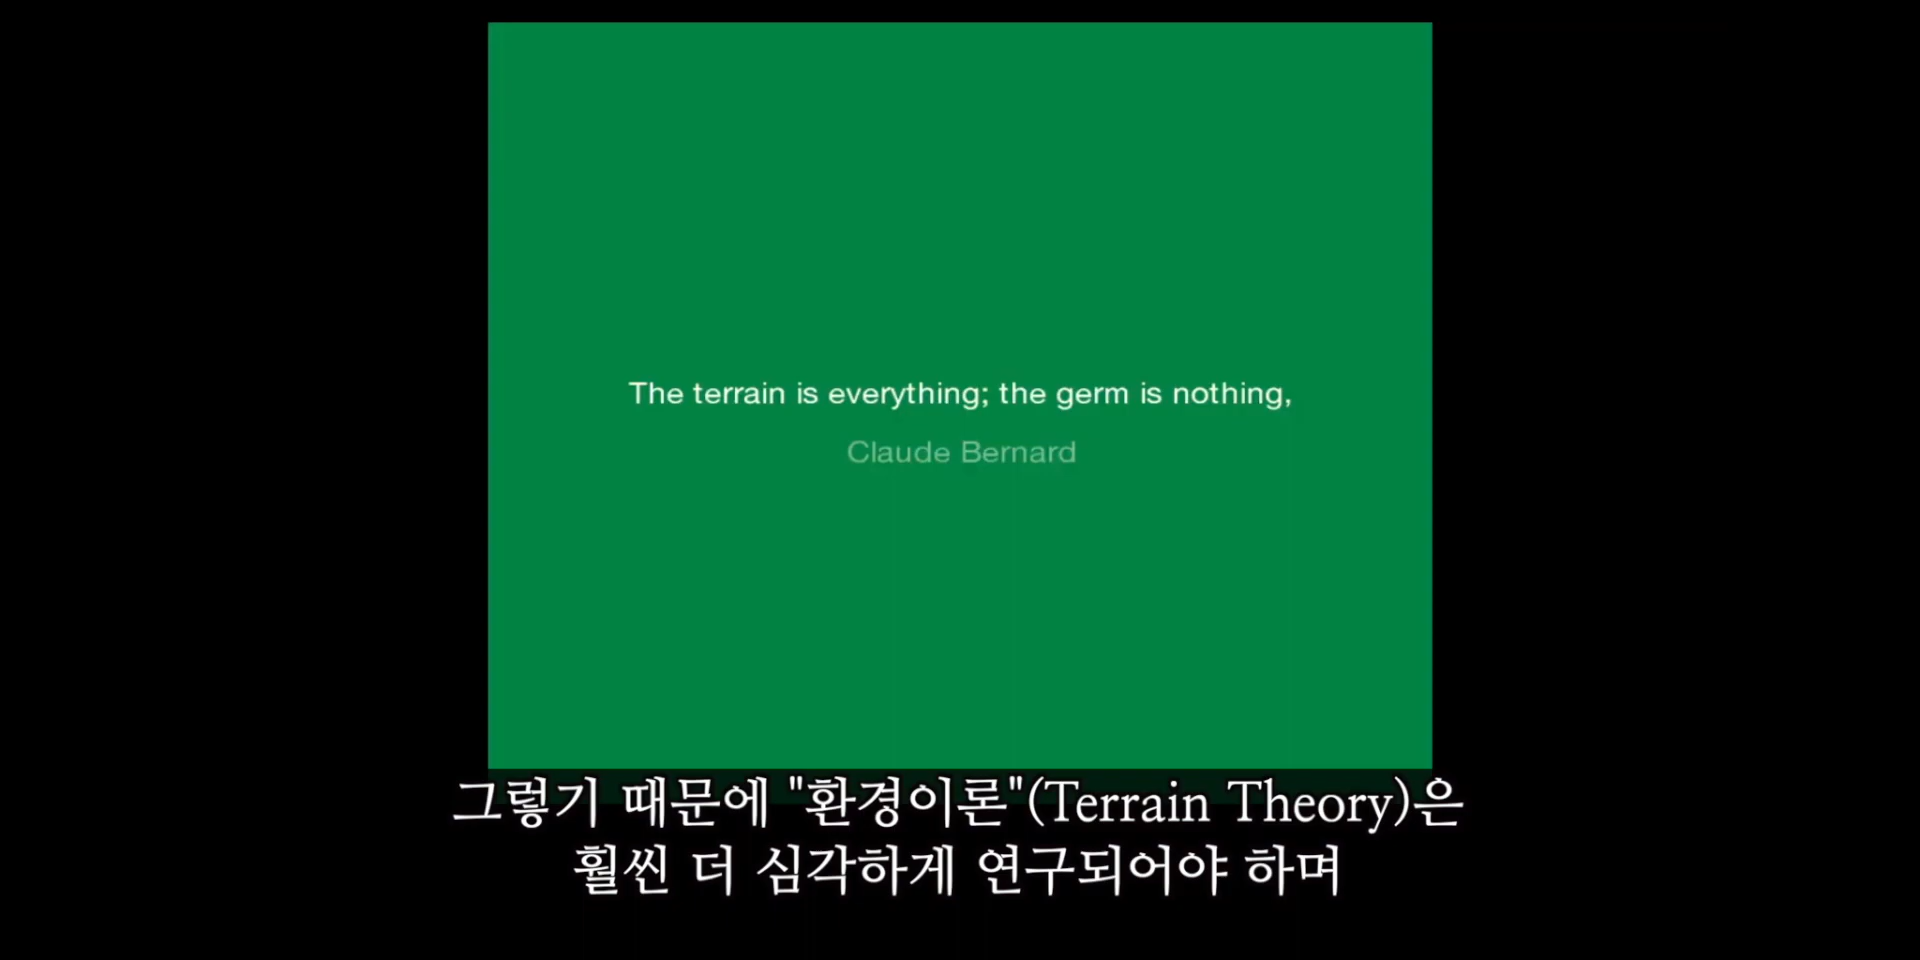 The terrain is everything; the germ is nothing,
Claude Bernard
그렇기 때문에 "환경이론"(Terrain Theory)은
훨씬 더 심각하게 연구되어야 하며